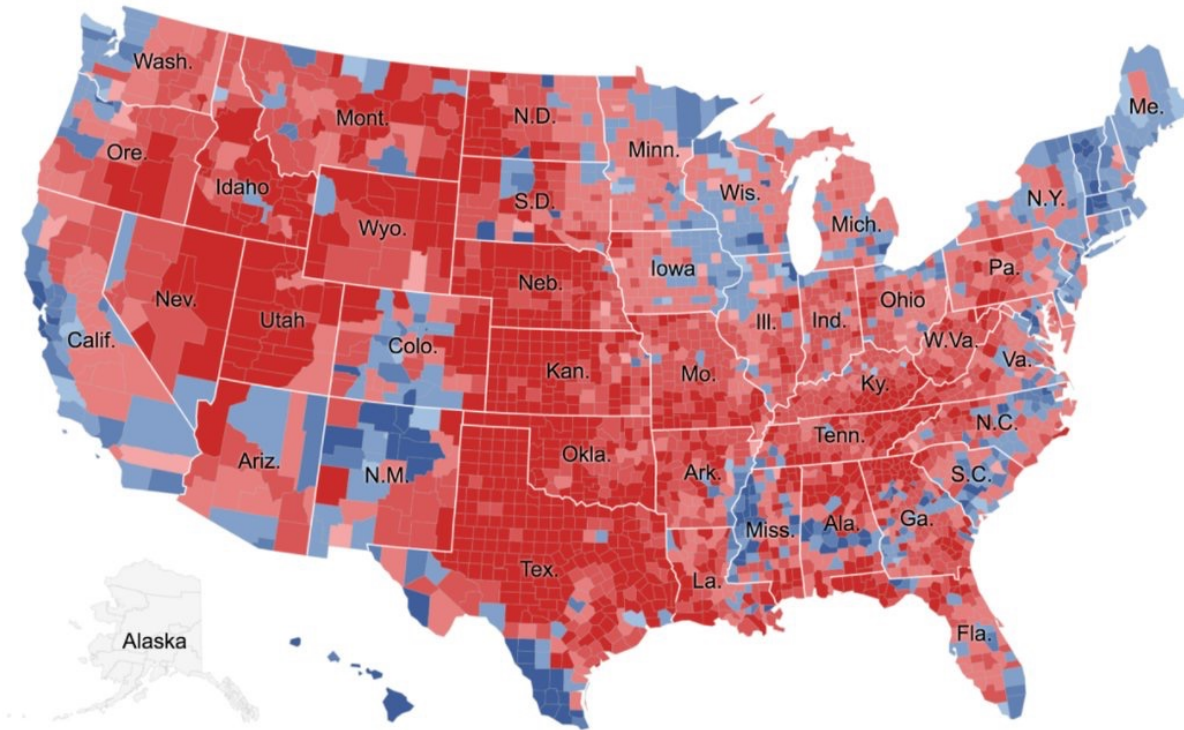 Wash.
Me.
Mont.
N.D.
Ore.
Minn.
Idaho
S.D.
Wis.
N.Y.
Wyo.
Mich.
Iowa
Pa.
Neb.
Nev.
Ohio
Utah
Ill.
Ind.
Calif.
Colo.
W.Va.
Va.
Kan.
Mo.
Ky.
N.C.
Tenn.
Okla.
Ariz.
Ark.
N.M.
S.C.
Miss.
Ala.
Ga.
Tex.
La.
Fla.
Alaska